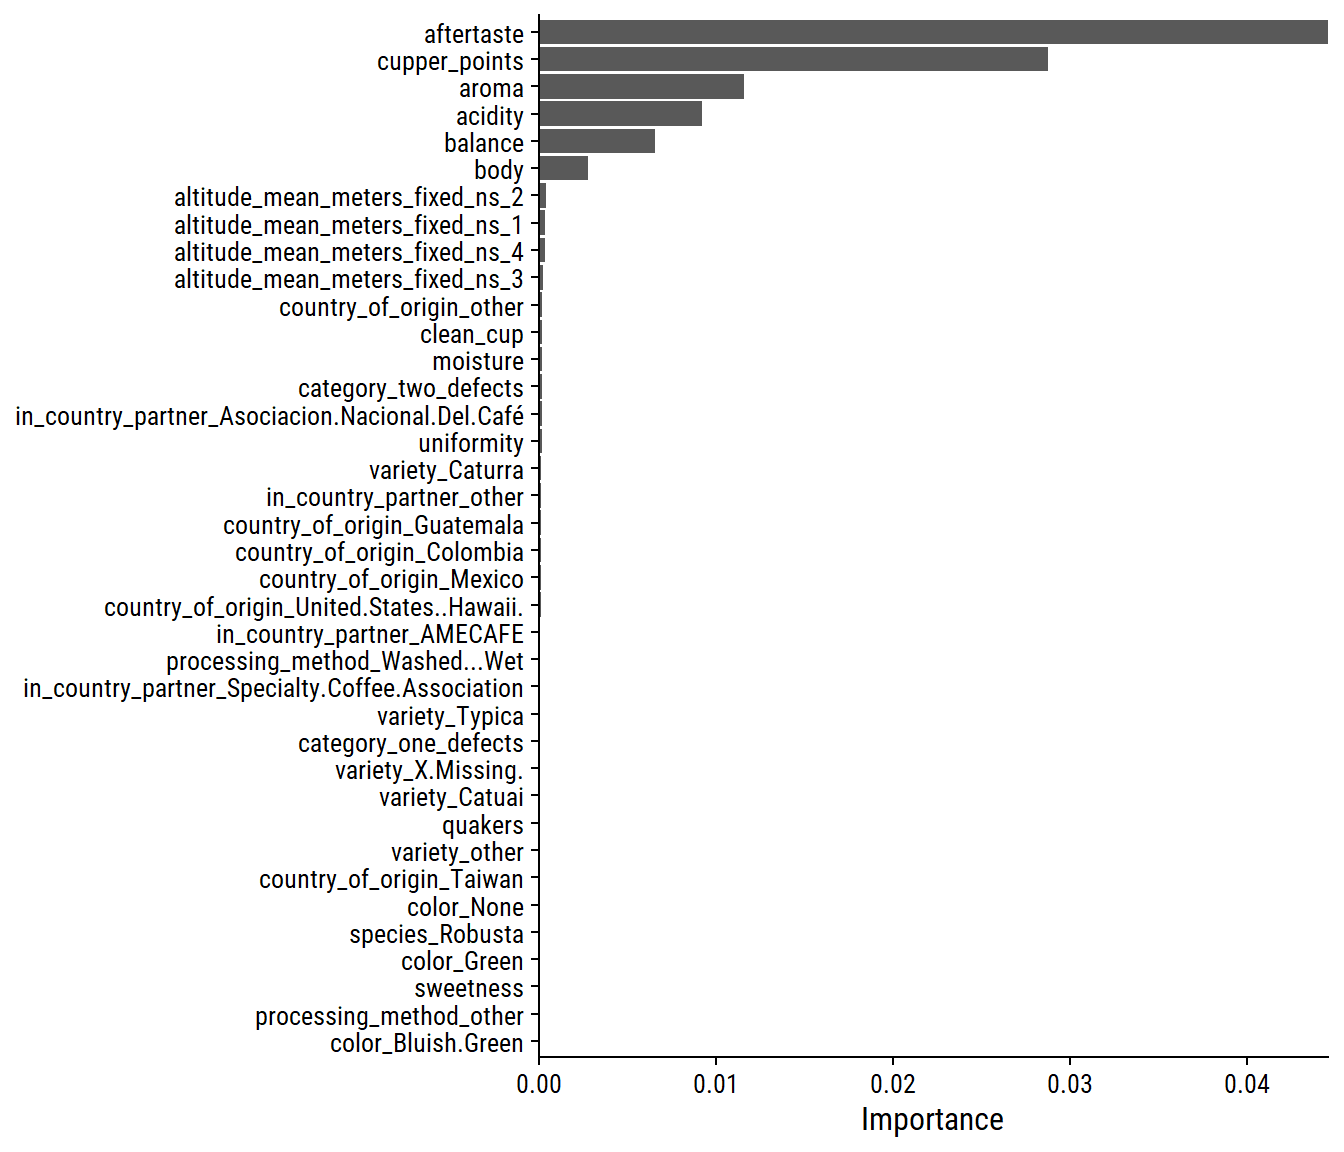 aftertaste
cupper_points
aroma
acidity
balance
body
altitude_mean_meters_fixed_ns_2
altitude_mean_meters_fixed_ns_1
altitude_mean_meters_fixed_ns_4
altitude_mean_meters_fixed_ns_3
country_of_origin_other
clean_cup
moisture
category_two_defects
in_country_partner_Asociacion.Nacional.Del.Café
uniformity
variety_Caturra
in_country_partner_other
country_of_origin_Guatemala
country_of_origin_Colombia
country_of_origin_Mexico
country_of_origin_United.States..Hawaii.
in_country_partner_AMECAFE
processing_method_Washed...Wet
in_country_partner_Specialty.Coffee.Association
variety_Typica
category_one_defects
variety_X.Missing.
variety_Catuai
quakers
variety_other
country_of_origin_Taiwan
color_None
species_Robusta
color_Green
sweetness
processing_method_other
color_Bluish.Green
0.00 0.01 0.02 0.03 0.04
Importance